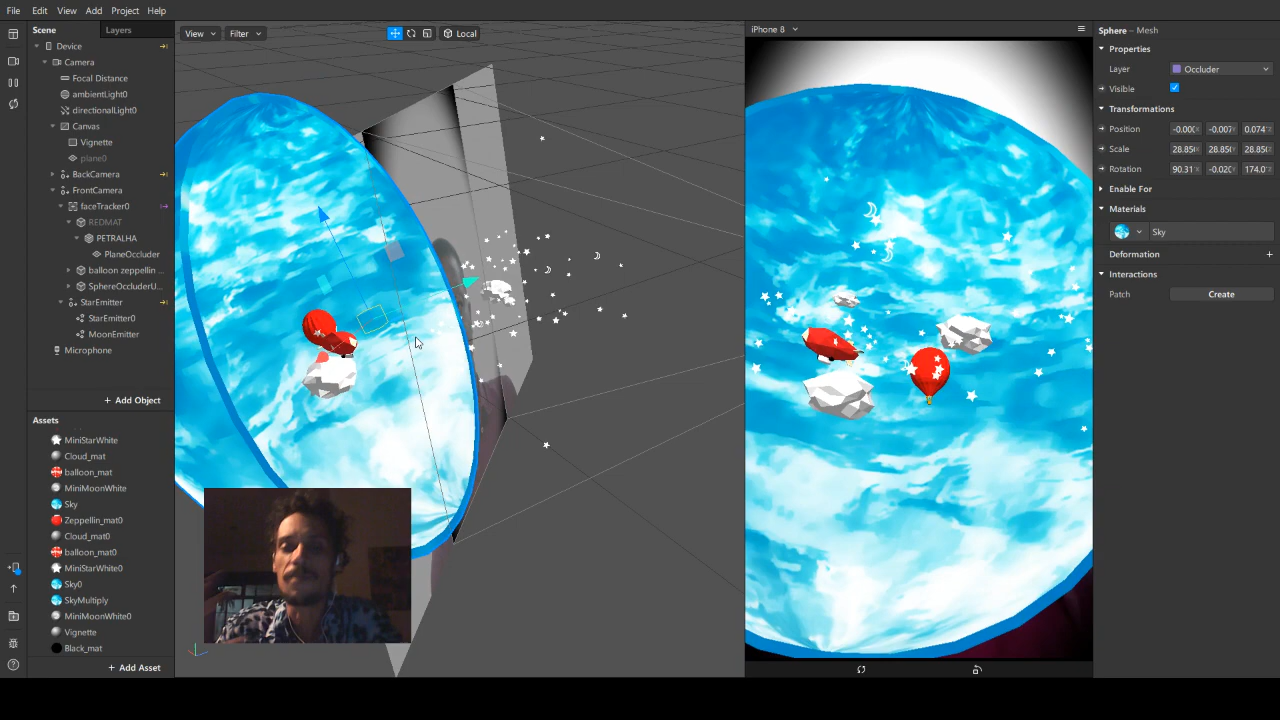 File Edit View Add Project Help
Scene Layers
Device
Camera
Focal Distance
ambientLight0
directionalLight0
Canvas
Vignette
plane0
BackCamera
FrontCamera
faceTracker0
REDMAT
PETRALHA
PlaneOccluder
balloon zeppellin ...
SphereOccluderU...
StarEmitter
StarEmitter0
MoonEmitter
Microphone
+ Add Object
Assets
MiniStarWhite
Cloud_mat
balloon_mat
MiniMoonWhite
Sky
Zeppellin_mat0
Cloud_mat0
balloon_mat0
MiniStarWhite0
Sky0
SkyMultiply
MiniMoonWhite0
Vignette
Black_mat
+ Add Asset
View Filter Local
iPhone 8
Sphere – Mesh
Properties
Layer Occluder
Visible
Transformations
Position
Scale
Rotation
Enable For
Materials
Sky
Deformation +
Interactions
Patch Create